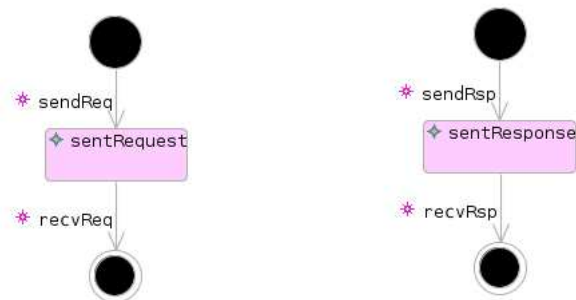 sendReq
sentRequest
recvReq
sendRsp
sentResponse
recvRsp